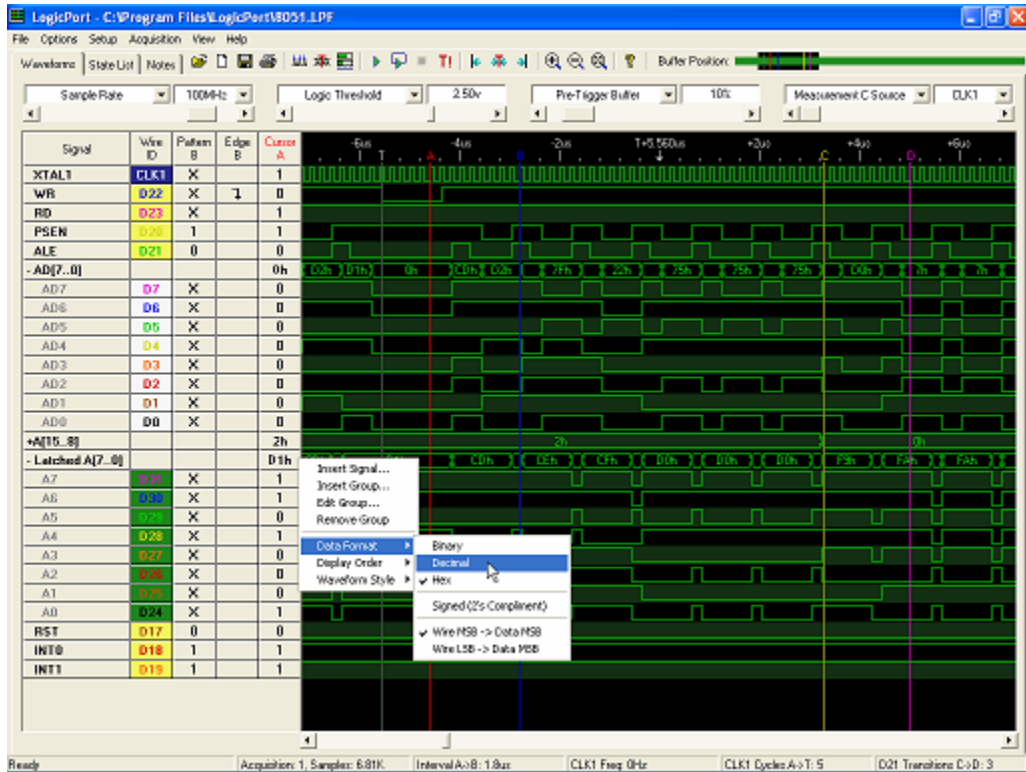 LogicPort - C:\Program Files\LogicPort\8051.LPF
File Options Setup Acquisition View Help
Waveforms State List Notes Buffer Position:
Sample Rate 100MHz Logic Threshold 2.50v Pre-Trigger Buffer 10% Measurement C Source CLK1
Signal Wire ID Pattern B Edge B Cursor A -6us -4us -2us T+5.560us +2us +4us +6us
T A B C D
XTAL1 CLK1 X 1
WR D22 X 0
RD D23 X 1
PSEN D20 1 1
ALE D21 0 0
- AD[7..0] 0h D2h D1h 0h CDh D2h 7Fh 22h 75h 75h 75h D0h 7h 7h
AD7 D7 X 0
AD6 D6 X 0
AD5 D5 X 0
AD4 D4 X 0
AD3 D3 X 0
AD2 D2 X 0
AD1 D1 X 0
AD0 D0 X 0
+A[15..8] 2h 2h 0h
- Latched A[7..0] D1h CDh CEh CFh D0h D0h D0h F9h FAh FAh
A7 D31 X 1
A6 D30 X 1
A5 D29 X 0
A4 D28 X 1
A3 D27 X 0
A2 D26 X 0
A1 D25 X 0
A0 D24 X 1
RST D17 0 0
INT0 D18 1 1
INT1 D19 1 1
Insert Signal...
Insert Group...
Edit Group...
Remove Group
Data Format
Display Order
Waveform Style
Binary
Decimal
Hex
Signed (2's Compliment)
Wire MSB -> Data MSB
Wire LSB -> Data MSB
Ready Acquisition: 1, Samples: 6.81K Interval A->B: 1.8us CLK1 Freq: 0Hz CLK1 Cycles A->T: 5 D21 Transitions C->D: 3